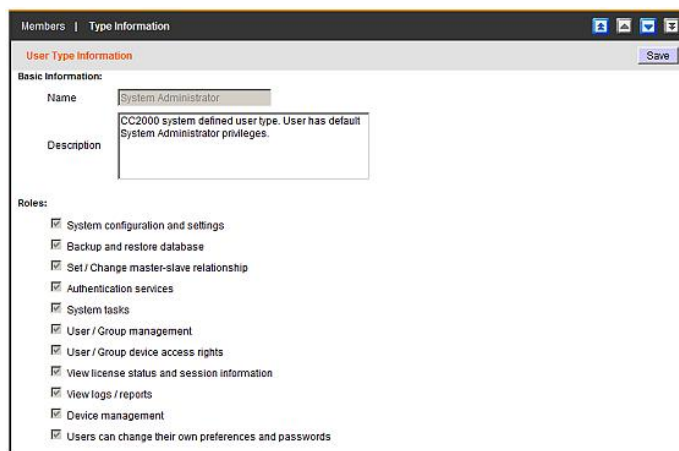 Members | Type Information
User Type Information
Save
Basic Information:
Name
System Administrator
Description
CC2000 system defined user type. User has default
System Administrator privileges.
Roles:
System configuration and settings
Backup and restore database
Set / Change master-slave relationship
Authentication services
System tasks
User / Group management
User / Group device access rights
View license status and session information
View logs / reports
Device management
Users can change their own preferences and passwords